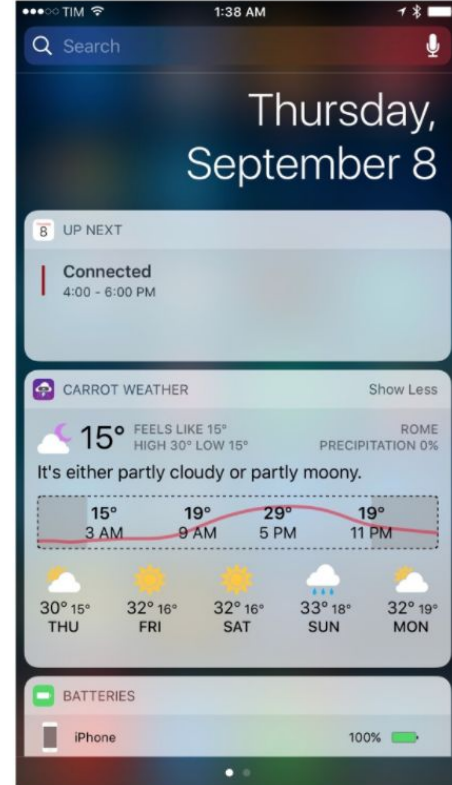 TIM 1:38 AM
Search
Thursday,
September 8
8 UP NEXT
Connected
4:00 - 6:00 PM
CARROT WEATHER Show Less
15° FEELS LIKE 15° ROME
HIGH 30° LOW 15° PRECIPITATION 0%
It's either partly cloudy or partly moony.
15° 19° 29° 19°
3 AM 9 AM 5 PM 11 PM
30° 15° 32° 16° 32° 16° 33° 18° 32° 19°
THU FRI SAT SUN MON
BATTERIES
iPhone 100%